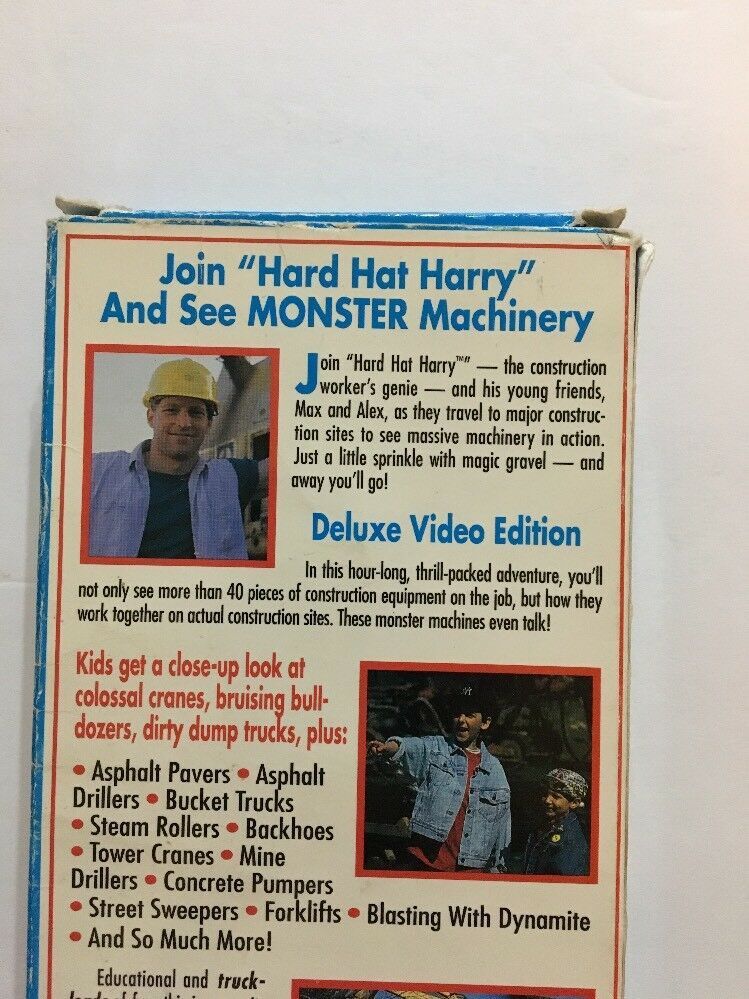 Join "Hard Hat Harry"
And See MONSTER Machinery
Join "Hard Hat Harry™" — the construction
worker's genie — and his young friends,
Max and Alex, as they travel to major construc-
tion sites to see massive machinery in action.
Just a little sprinkle with magic gravel — and
away you'll go!
Deluxe Video Edition
In this hour-long, thrill-packed adventure, you'll
not only see more than 40 pieces of construction equipment on the job, but how they
work together on actual construction sites. These monster machines even talk!
Kids get a close-up look at
colossal cranes, bruising bull-
dozers, dirty dump trucks, plus:
• Asphalt Pavers • Asphalt
Drillers • Bucket Trucks
• Steam Rollers • Backhoes
• Tower Cranes • Mine
Drillers • Concrete Pumpers
• Street Sweepers • Forklifts • Blasting With Dynamite
• And So Much More!
Educational and truck-